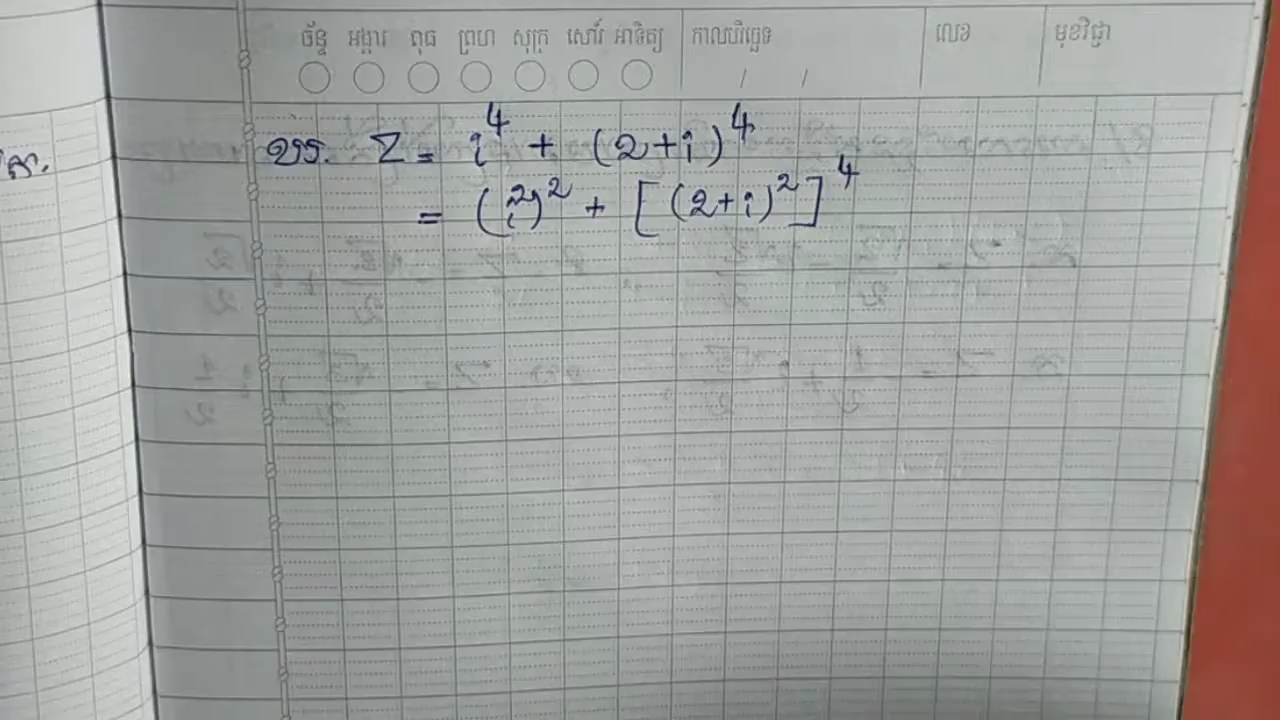 ច័ន្ទ អង្គារ ពុធ ព្រហ សុក្រ សៅរ៍ អាទិត្យ កាលបរិច្ឆេទ លេខ មុខវិជ្ជា
/ /
Z = i⁴ + (2+i)⁴
= (i²)² + [(2+i)²]⁴